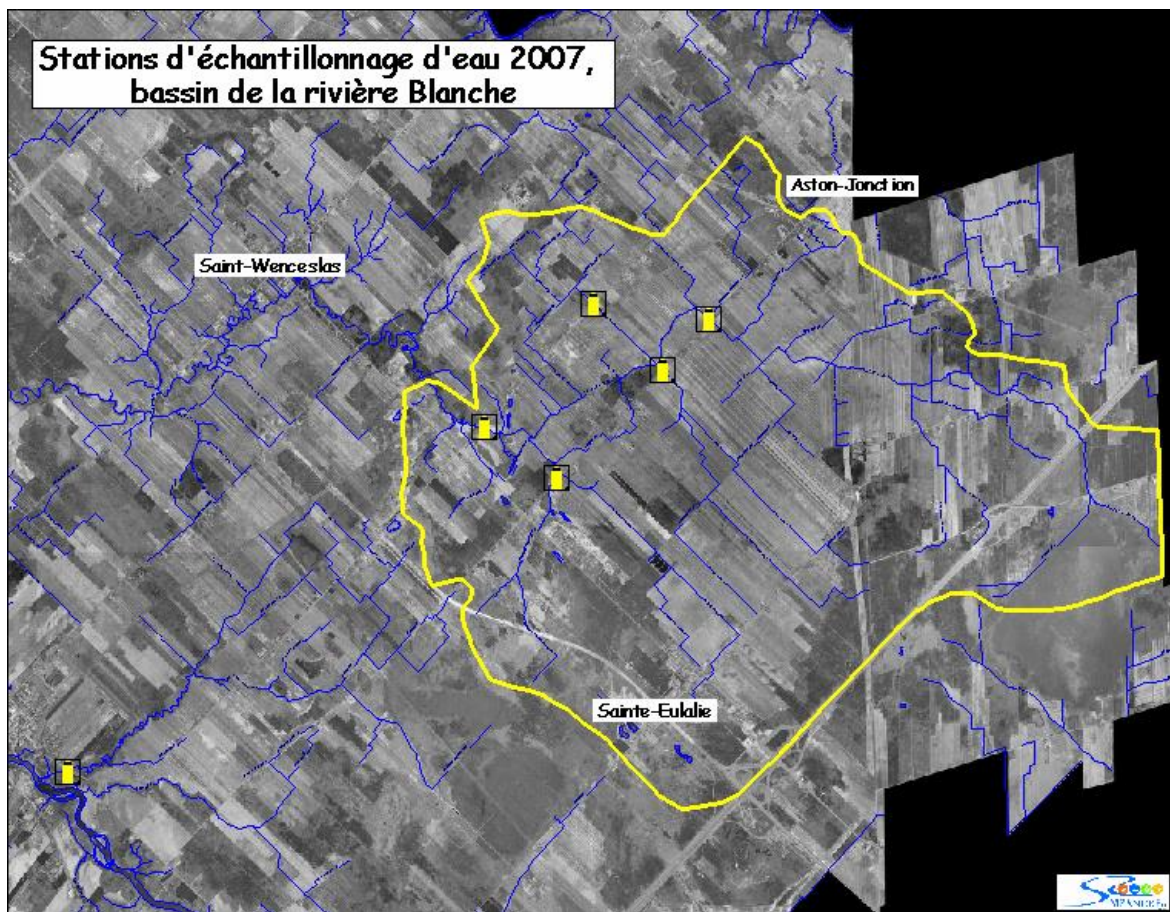 Stations d'échantillonnage d'eau 2007,
bassin de la rivière Blanche
Aston-Jonction
Saint-Wenceslas
Sainte-Eulalie